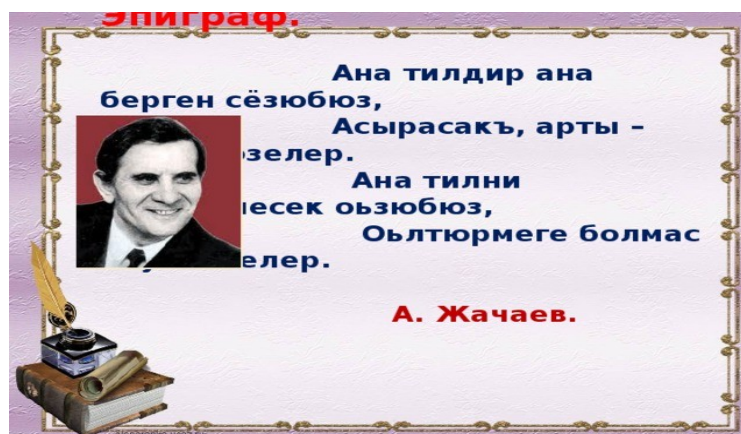 Эпиграф.
Ана тилдир ана
берген сёзюбюз,
Асырасакъ, арты –
Ана тилни
оьзюбюз,
Оьлтюрмеге болмас
А. Жачаев.